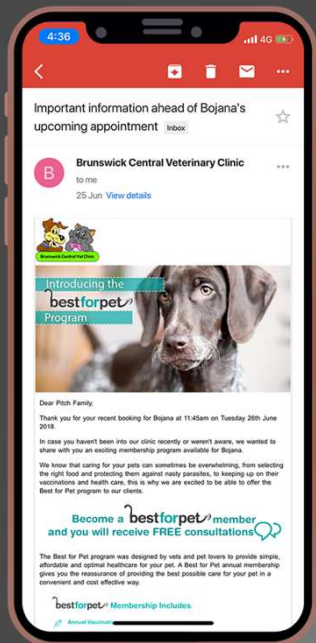 4:36
4G
Important information ahead of Bojana's
upcoming appointment Inbox
B
Brunswick Central Veterinary Clinic
to me
25 Jun View details
Brunswick Central Vet Clinic
Introducing the
bestforpet
Program
Dear Pitch Family,
Thank you for your recent booking for Bojana at 11:45am on Tuesday 26th June
2018.
In case you haven't been into our clinic recently or weren't aware, we wanted to
share with you an exciting membership program available for Bojana.
We know that caring for your pets can sometimes be overwhelming, from selecting
the right food and protecting them against nasty parasites, to keeping up on their
vaccinations and health care, this is why we are excited to be able to offer the
Best for Pet program to our clients.
Become a bestforpet member
and you will receive FREE consultations
The Best for Pet program was designed by vets and pet lovers to provide simple,
affordable and optimal healthcare for your pet. A Best for Pet annual membership
gives you the reassurance of providing the best possible care for your pet in a
convenient and cost effective way.
bestforpet Membership Includes:
Annual